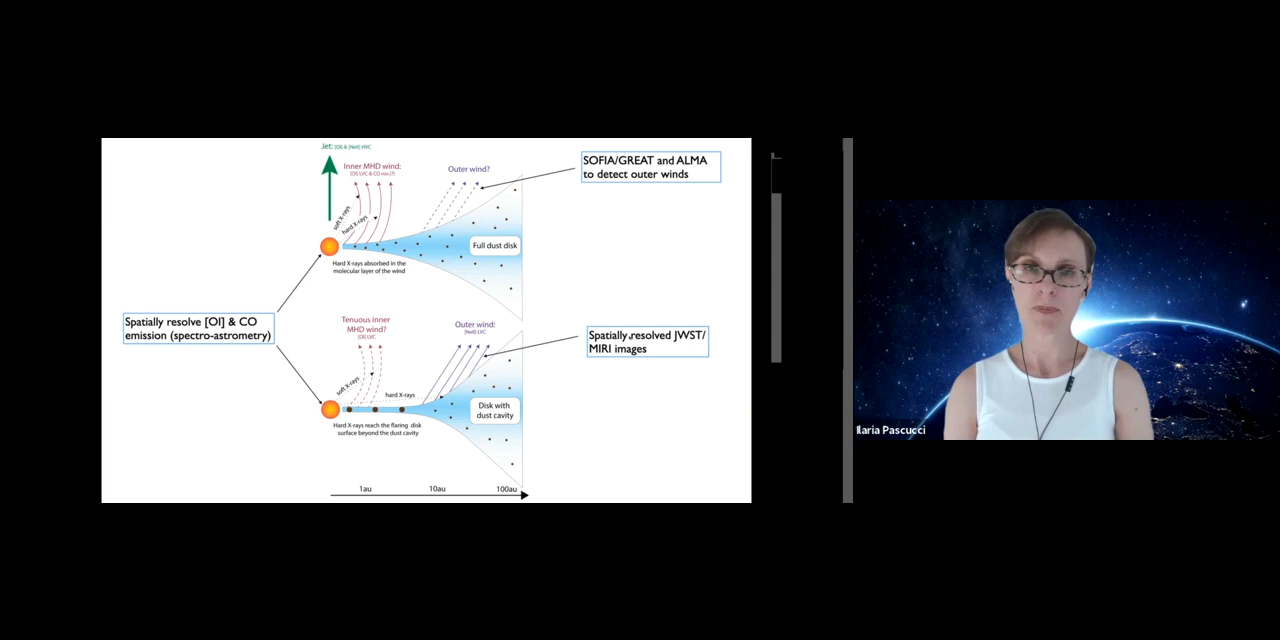 Jet: [OI] & [NeII] HVC
Inner MHD wind:
[OI] LVC & CO rov.(?)
Outer wind?
SOFIA/GREAT and ALMA
to detect outer winds
soft X-rays
hard X-rays
Full dust disk
Hard X-rays absorbed in the
molecular layer of the wind
Spatially resolve [OI] & CO
emission (spectro-astrometry)
Tenuous inner
MHD wind?
[OI] LVC
Outer wind:
[NeII] LVC
Spatially resolved JWST/
MIRI images
soft X-rays
hard X-rays
Disk with
dust cavity
Hard X-rays reach the flaring disk
surface beyond the dust cavity
1au
10au
100au
Ilaria Pascucci